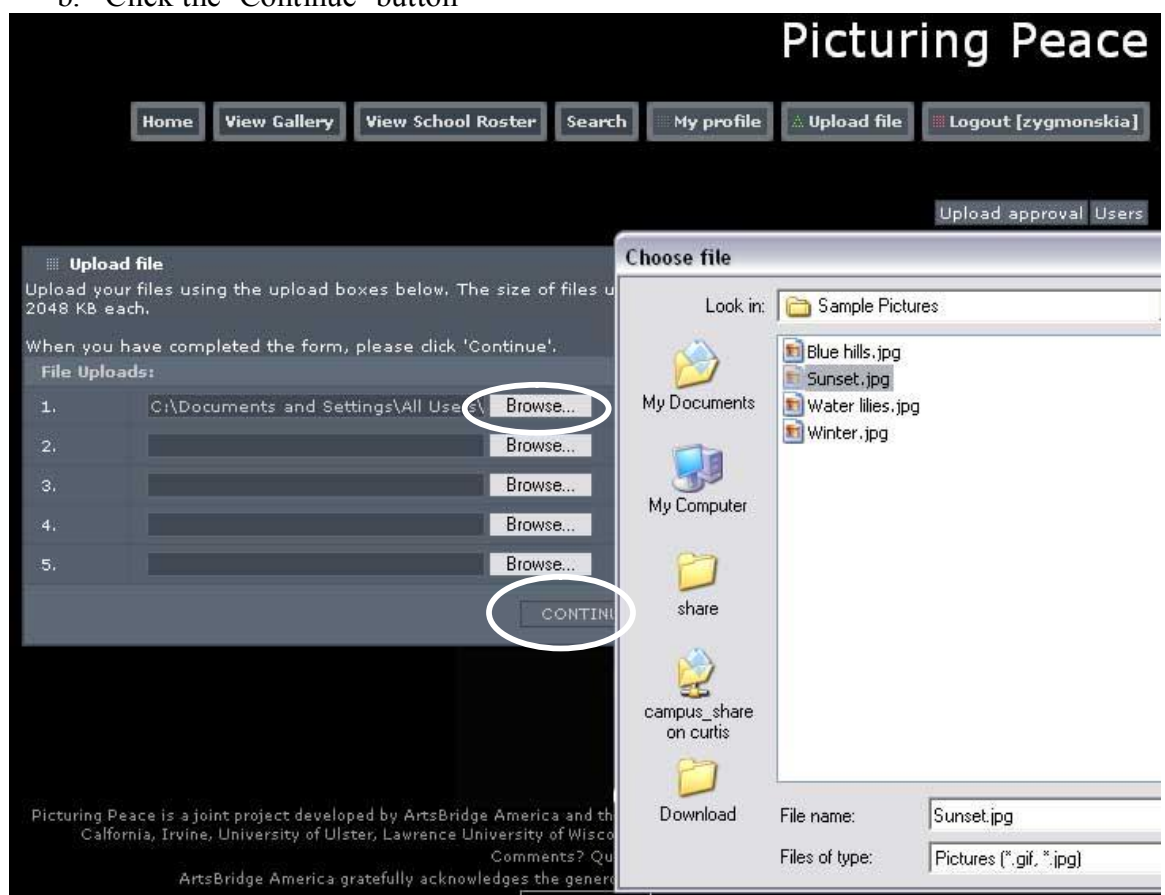 b. Click the "Continue" button
Picturing Peace
Home View Gallery View School Roster Search My profile Upload file Logout [zygmonskia]
Upload approval Users
Upload file
Upload your files using the upload boxes below. The size of files u
2048 KB each.
When you have completed the form, please click 'Continue'.
File Uploads:
1. C:\Documents and Settings\All Users\ Browse...
2. Browse...
3. Browse...
4. Browse...
5. Browse...
CONTINU
Picturing Peace is a joint project developed by ArtsBridge America and th
Calfornia, Irvine, University of Ulster, Lawrence University of Wisco
Comments? Qu
ArtsBridge America gratefully acknowledges the genero
Choose file
Look in: Sample Pictures
My Documents
My Computer
share
campus_share
on curtis
Download
Blue hills.jpg
Sunset.jpg
Water lilies.jpg
Winter.jpg
File name: Sunset.jpg
Files of type: Pictures (*.gif, *.jpg)